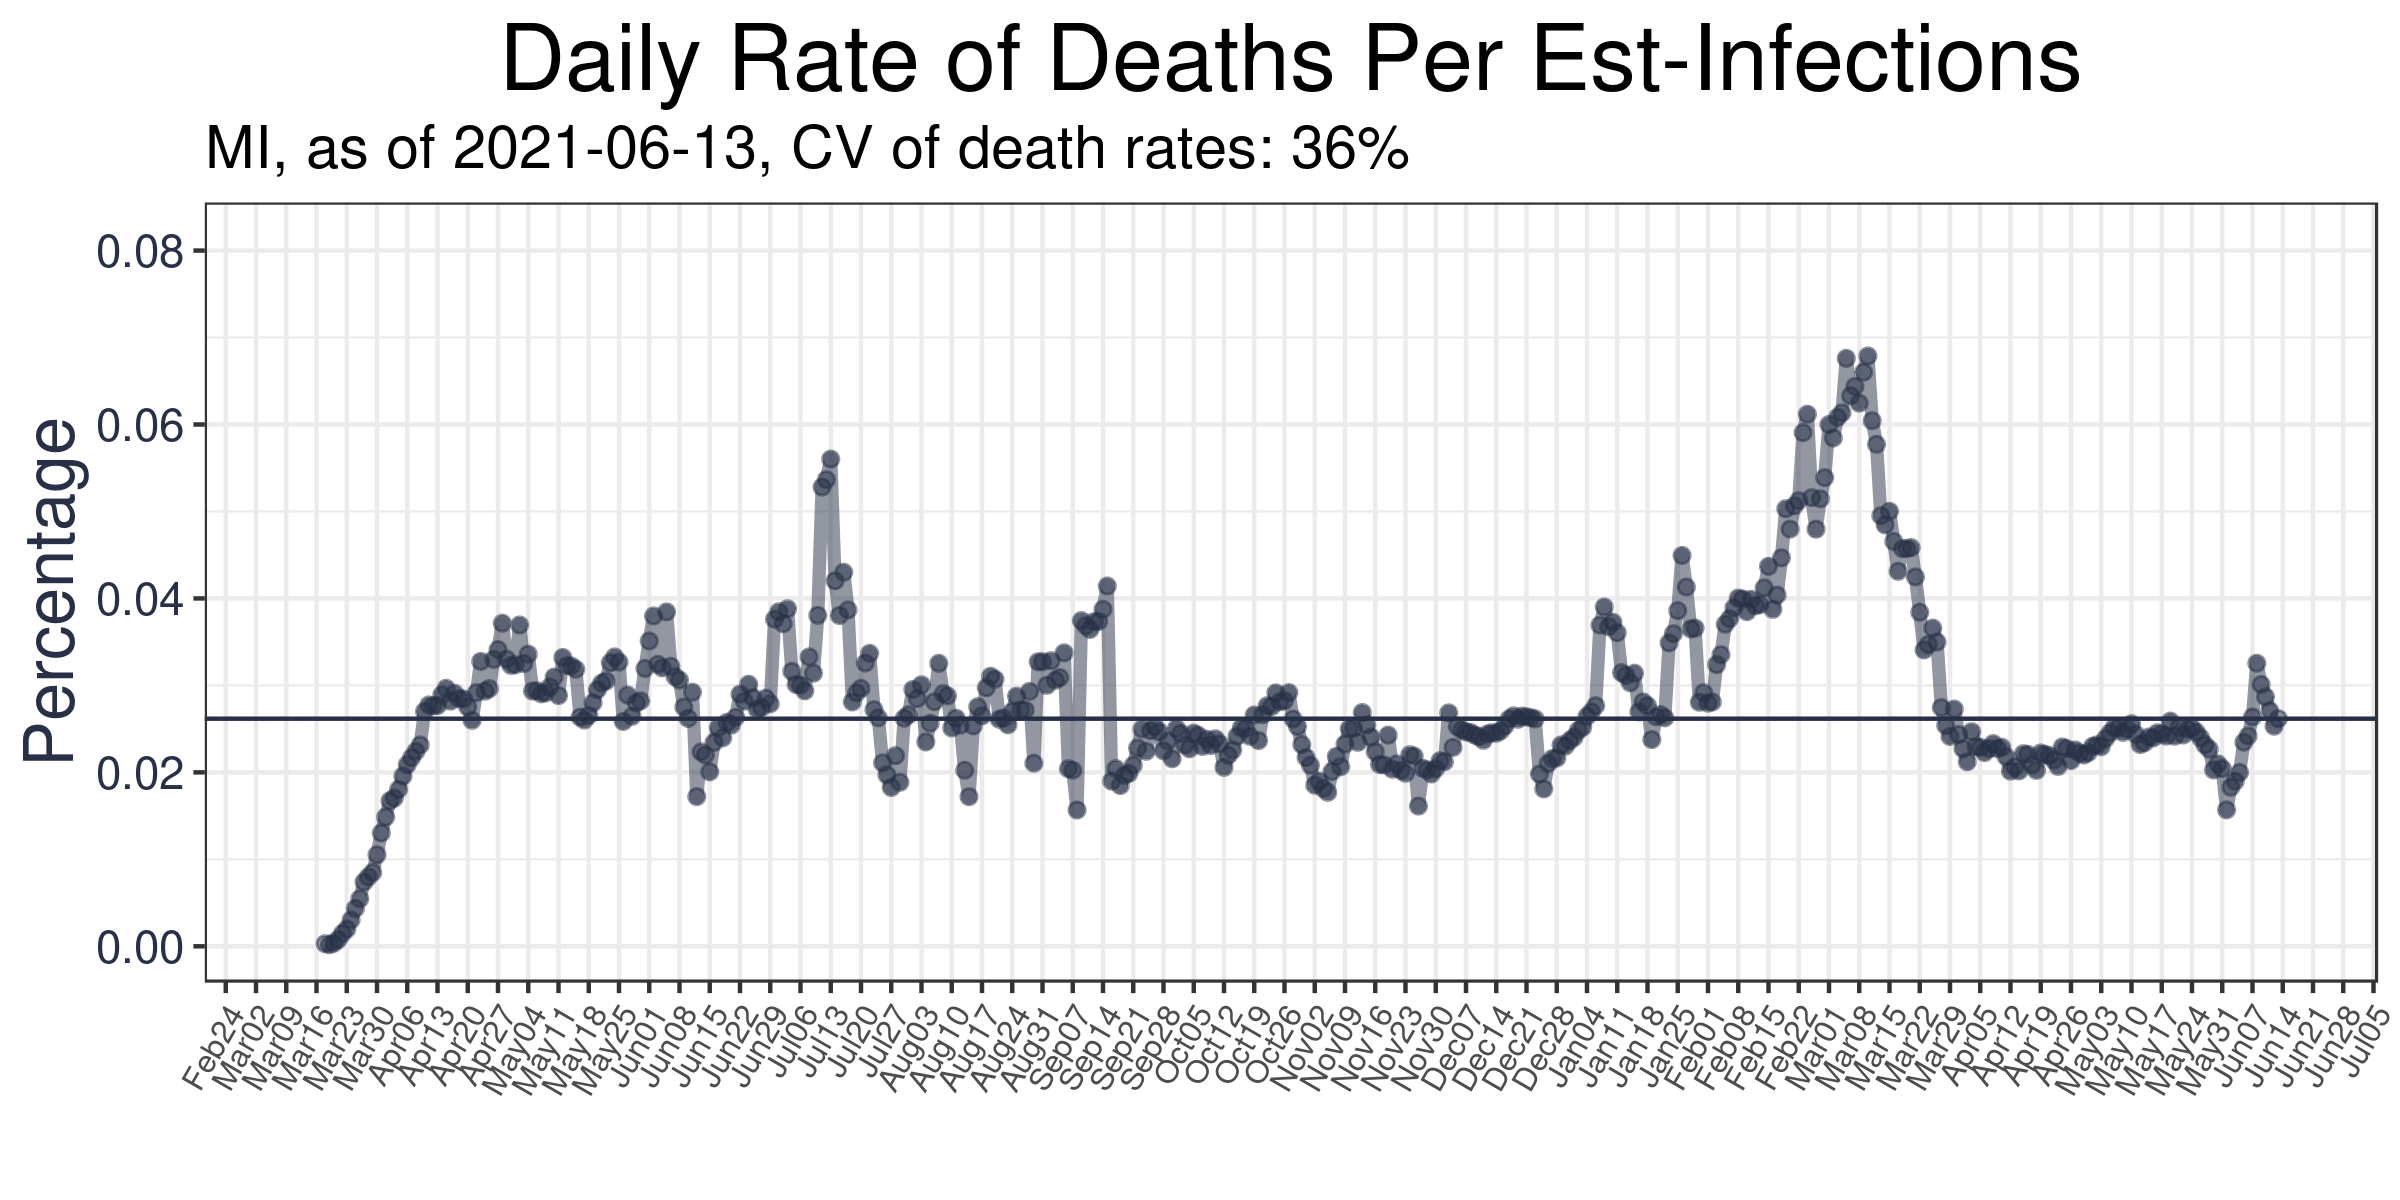 Daily Rate of Deaths Per Est-Infections
MI, as of 2021-06-13, CV of death rates: 36%
Percentage
0.08
0.06
0.04
0.02
0.00
Feb24
Mar02
Mar09
Mar16
Mar23
Mar30
Apr06
Apr13
Apr20
Apr27
May04
May11
May18
May25
Jun01
Jun08
Jun15
Jun22
Jun29
Jul06
Jul13
Jul20
Jul27
Aug03
Aug10
Aug17
Aug24
Aug31
Sep07
Sep14
Sep21
Sep28
Oct05
Oct12
Oct19
Oct26
Nov02
Nov09
Nov16
Nov23
Nov30
Dec07
Dec14
Dec21
Dec28
Jan04
Jan11
Jan18
Jan25
Feb01
Feb08
Feb15
Feb22
Mar01
Mar08
Mar15
Mar22
Mar29
Apr05
Apr12
Apr19
Apr26
May03
May10
May17
May24
May31
Jun07
Jun14
Jun21
Jun28
Jul05